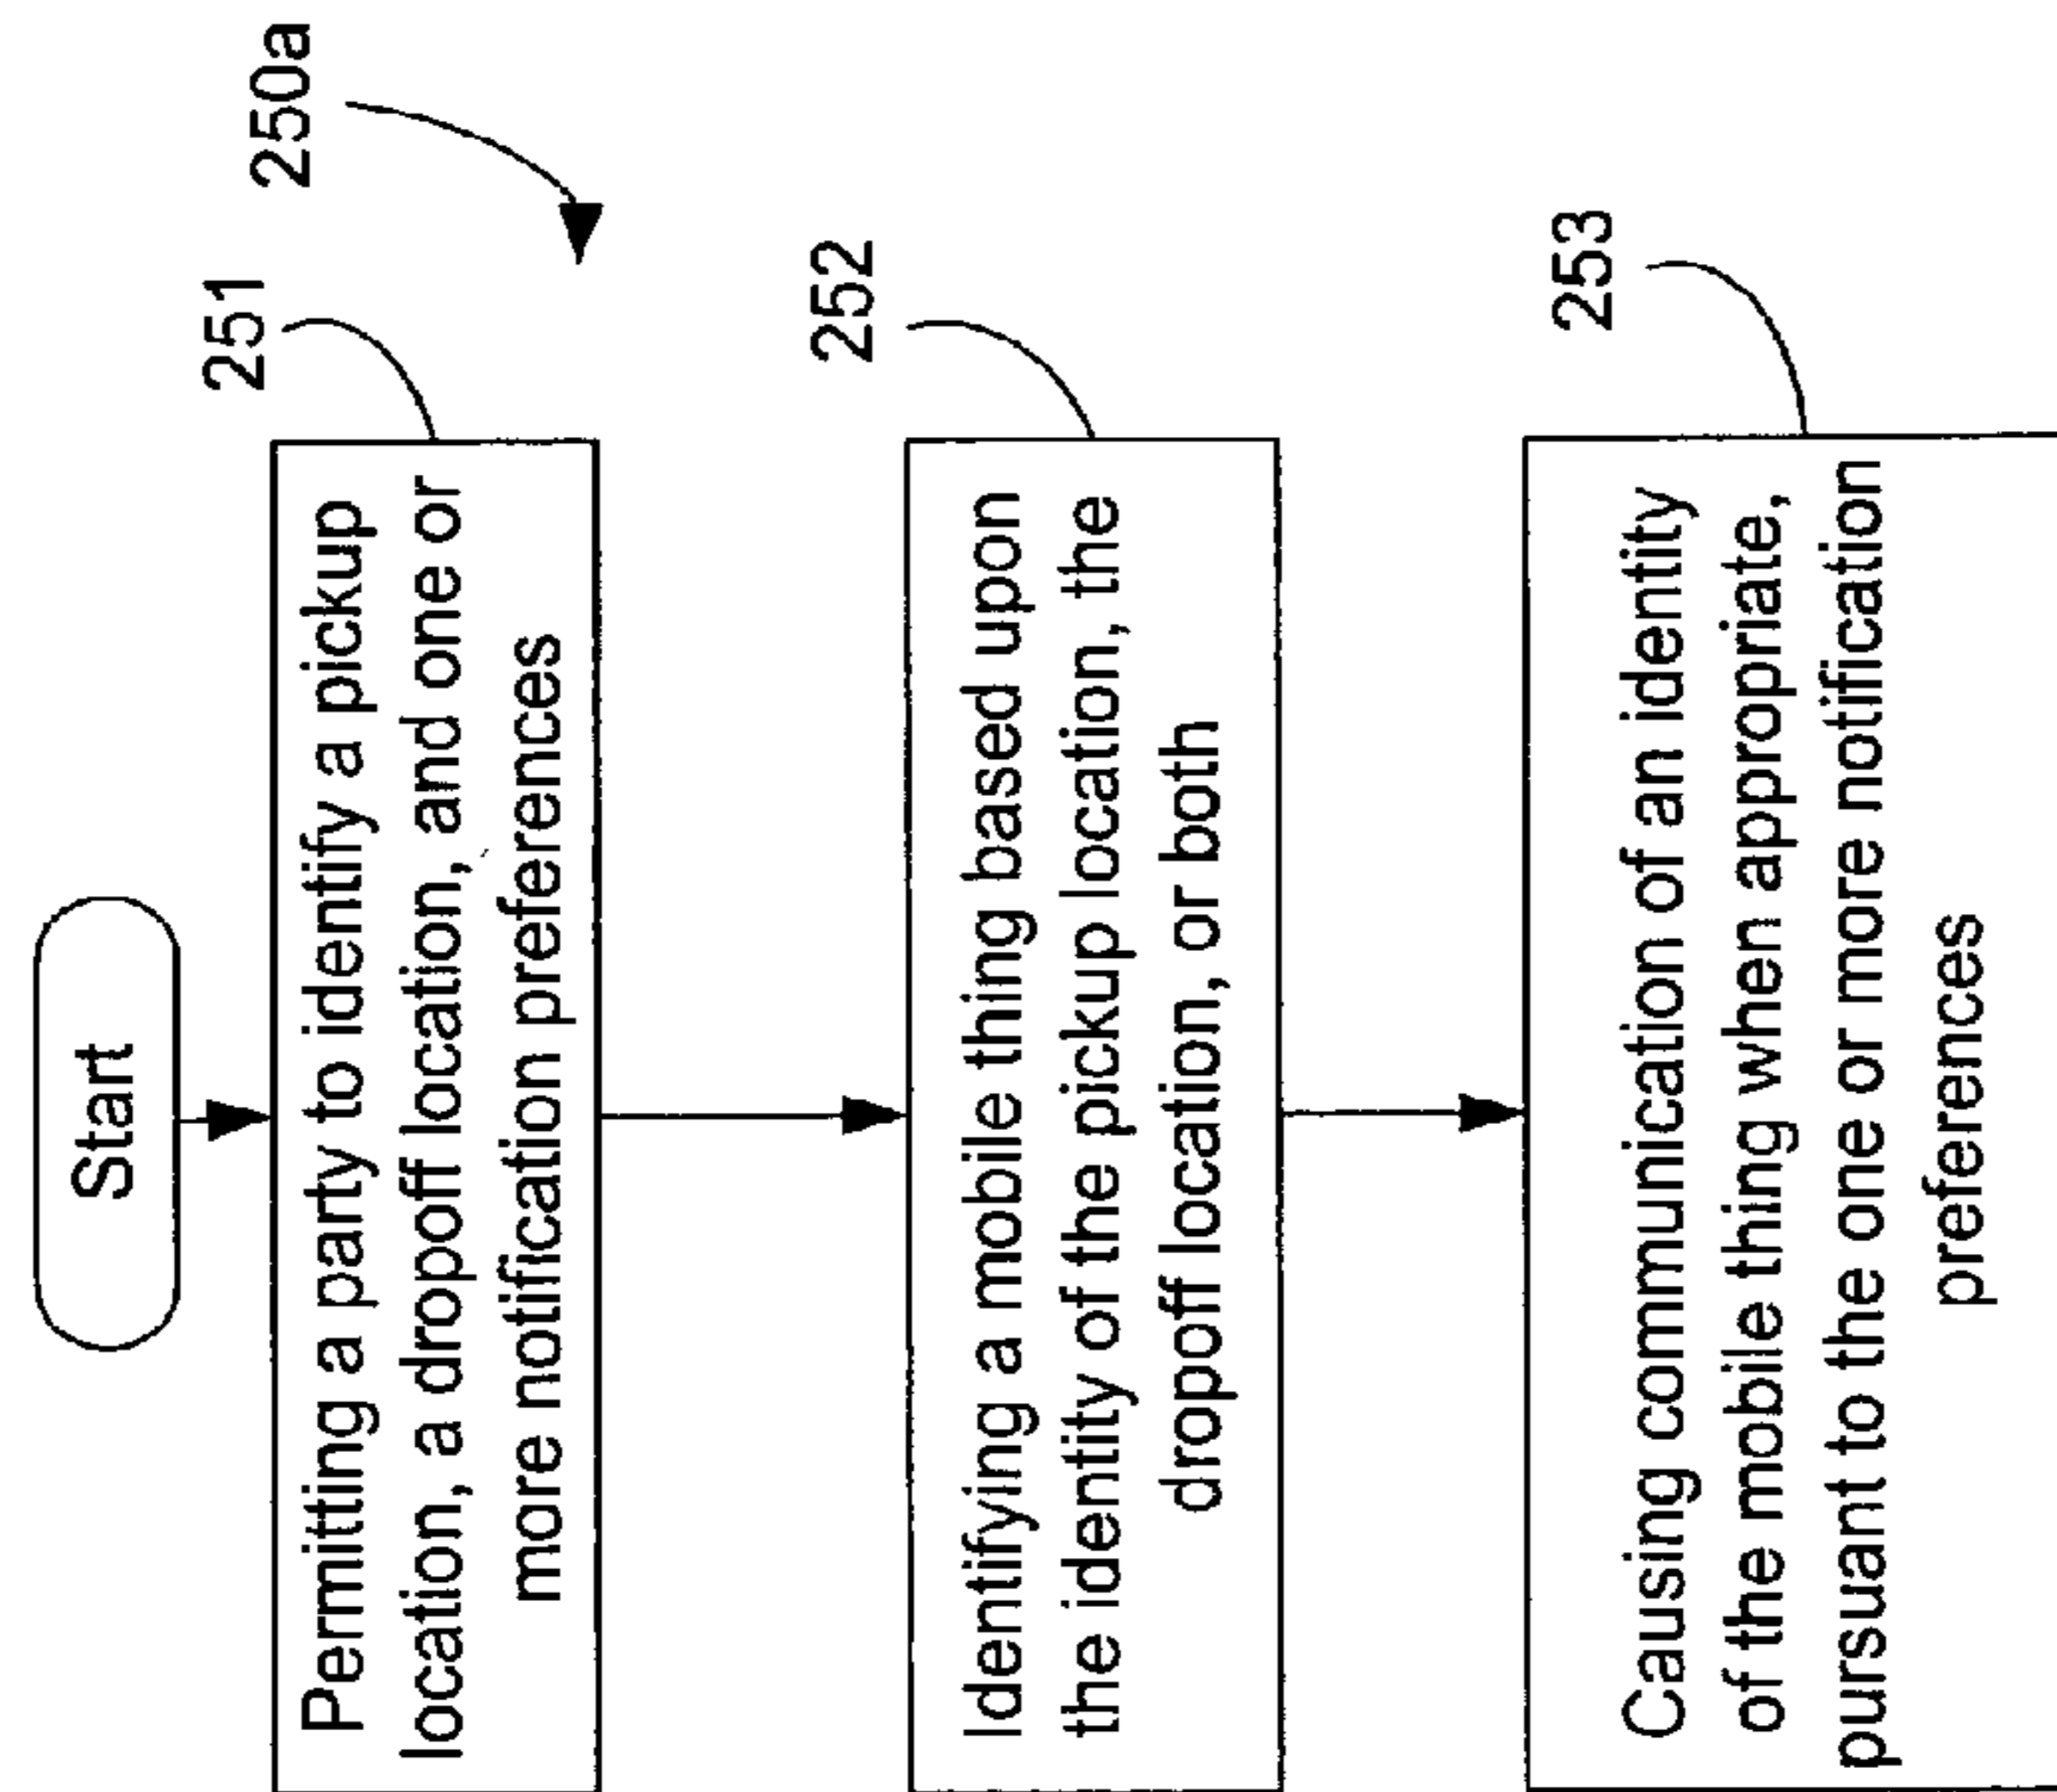 Start
250a
251
Permitting a party to identify a pickup
location, a dropoff location, and one or
more notification preferences
252
Identifying a mobile thing based upon
the identity of the pickup location, the
dropoff location, or both
253
Causing communication of an identity
of the mobile thing when appropriate,
pursuant to the one or more notification
preferences